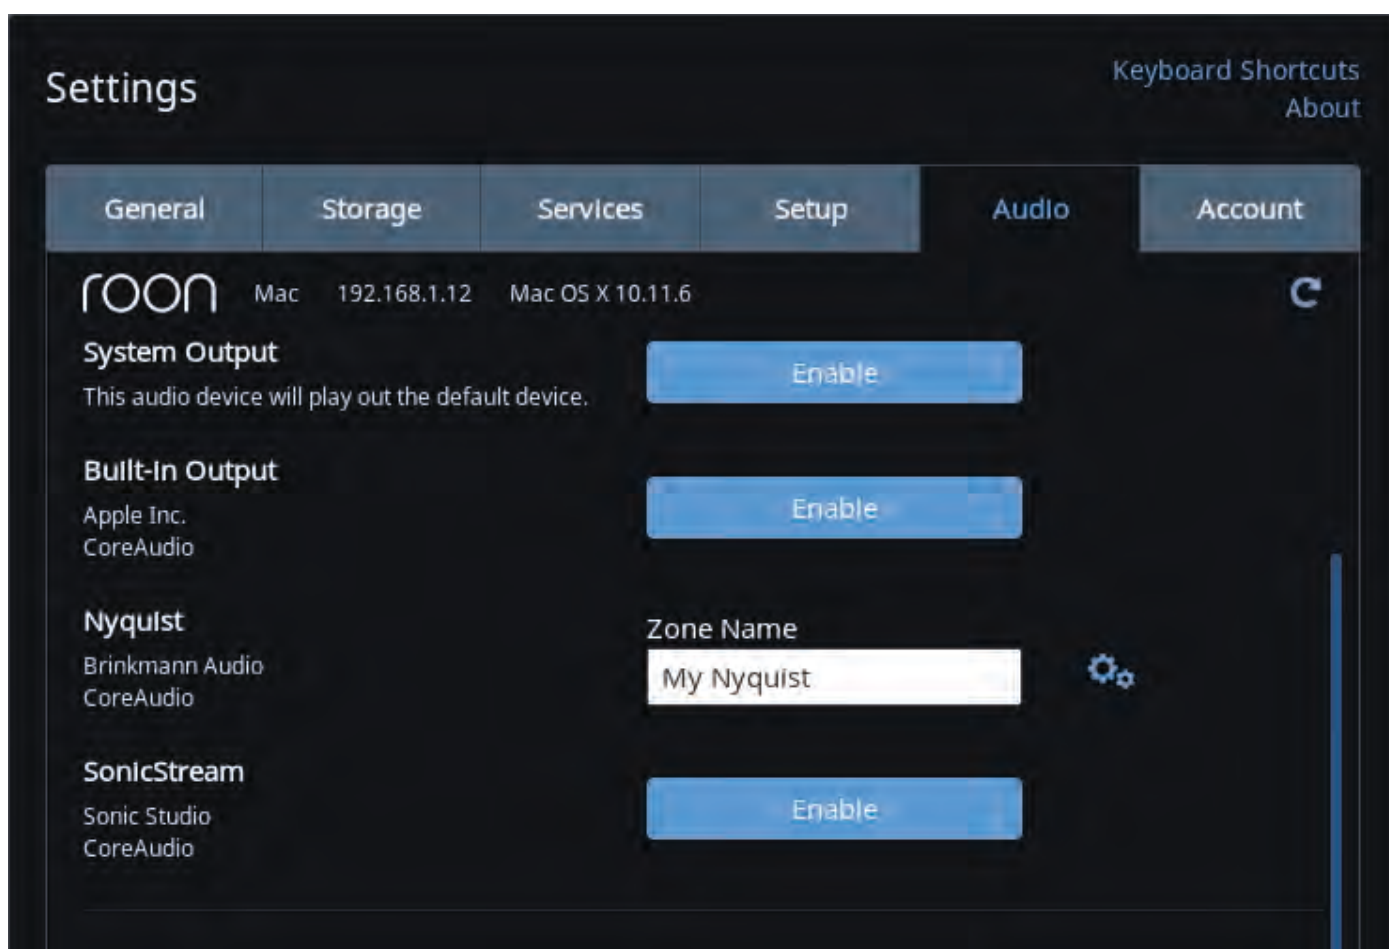 Settings
Keyboard Shortcuts
About
General Storage Services Setup Audio Account
roon Mac 192.168.1.12 Mac OS X 10.11.6
System Output
Enable
This audio device will play out the default device.
Built-in Output
Enable
Apple Inc.
CoreAudio
Nyquist
Zone Name
Brinkmann Audio
My Nyquist
CoreAudio
SonicStream
Enable
Sonic Studio
CoreAudio